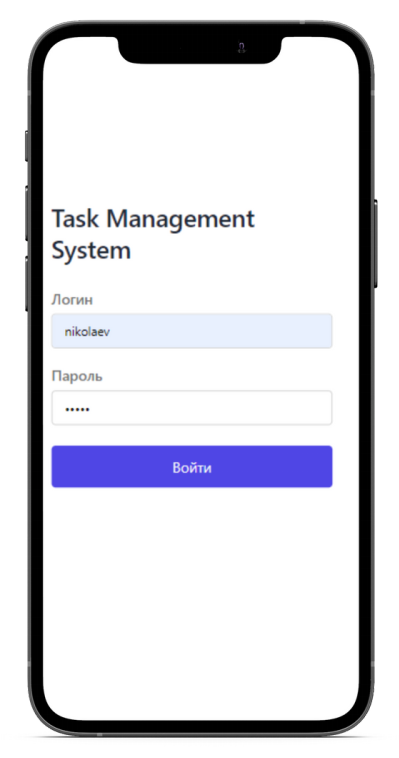 Task Management
System
Логин
nikolaev
Пароль
•••••
Войти